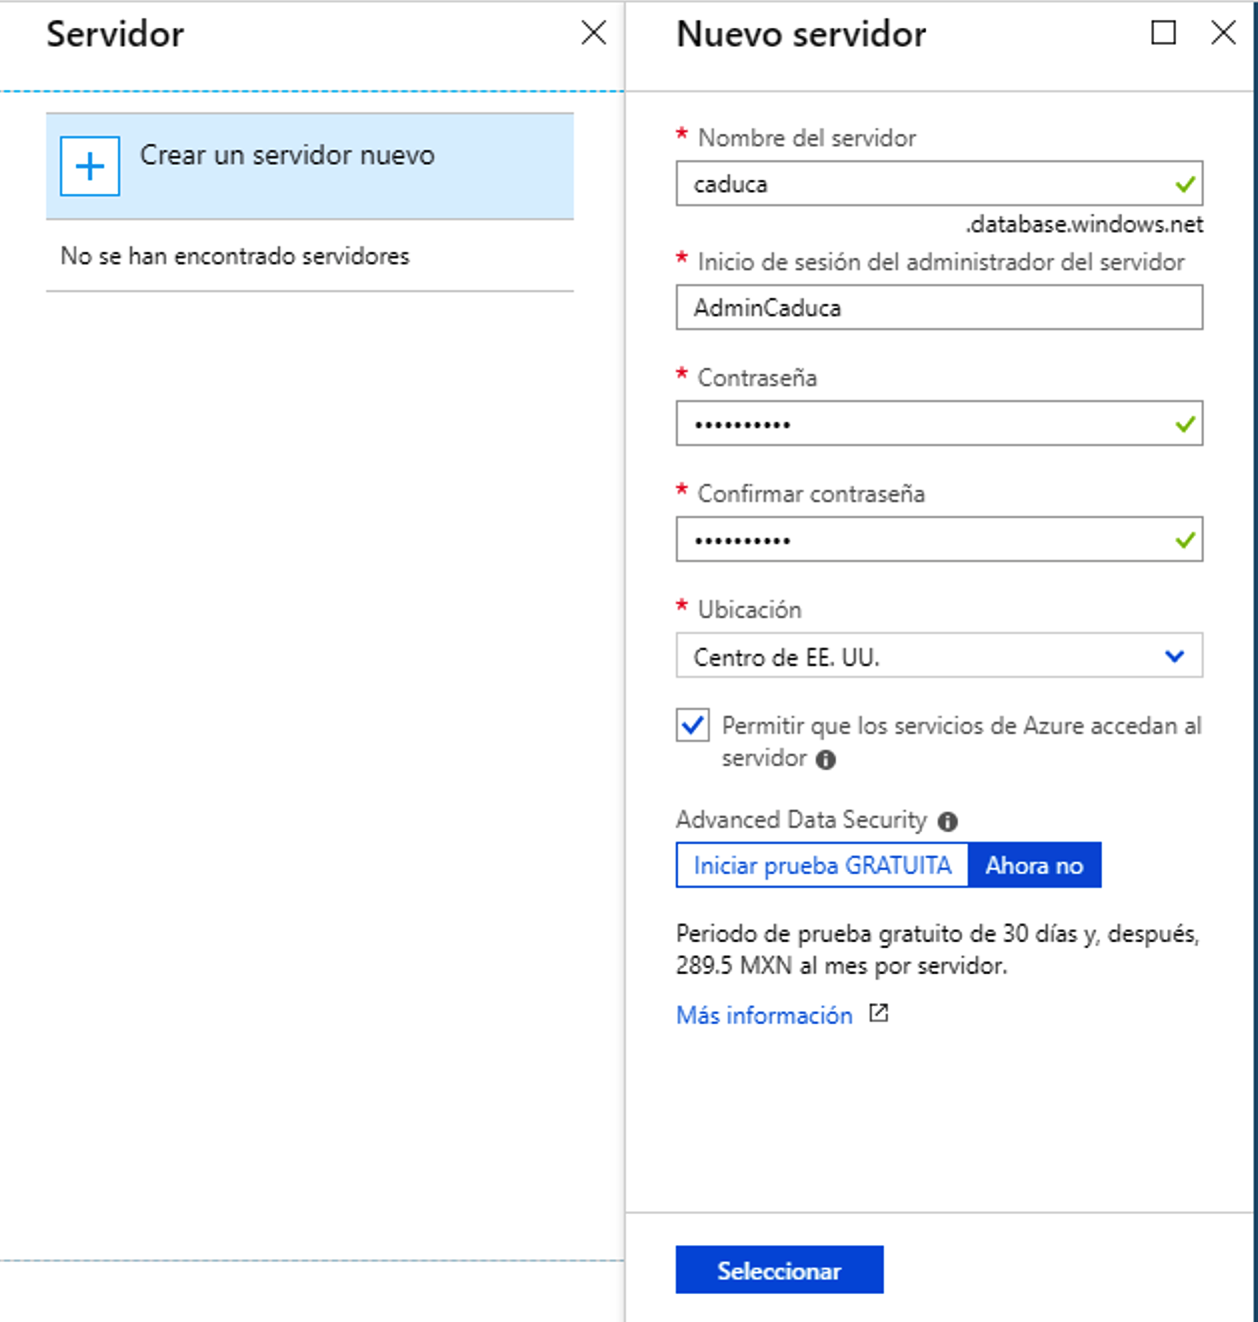 Servidor
Crear un servidor nuevo
No se han encontrado servidores
Nuevo servidor
* Nombre del servidor
caduca
.database.windows.net
* Inicio de sesión del administrador del servidor
AdminCaduca
* Contraseña
••••••••••
* Confirmar contraseña
••••••••••
* Ubicación
Centro de EE. UU.
Permitir que los servicios de Azure accedan al
servidor
Advanced Data Security
Iniciar prueba GRATUITA Ahora no
Periodo de prueba gratuito de 30 días y, después,
289.5 MXN al mes por servidor.
Más información
Seleccionar